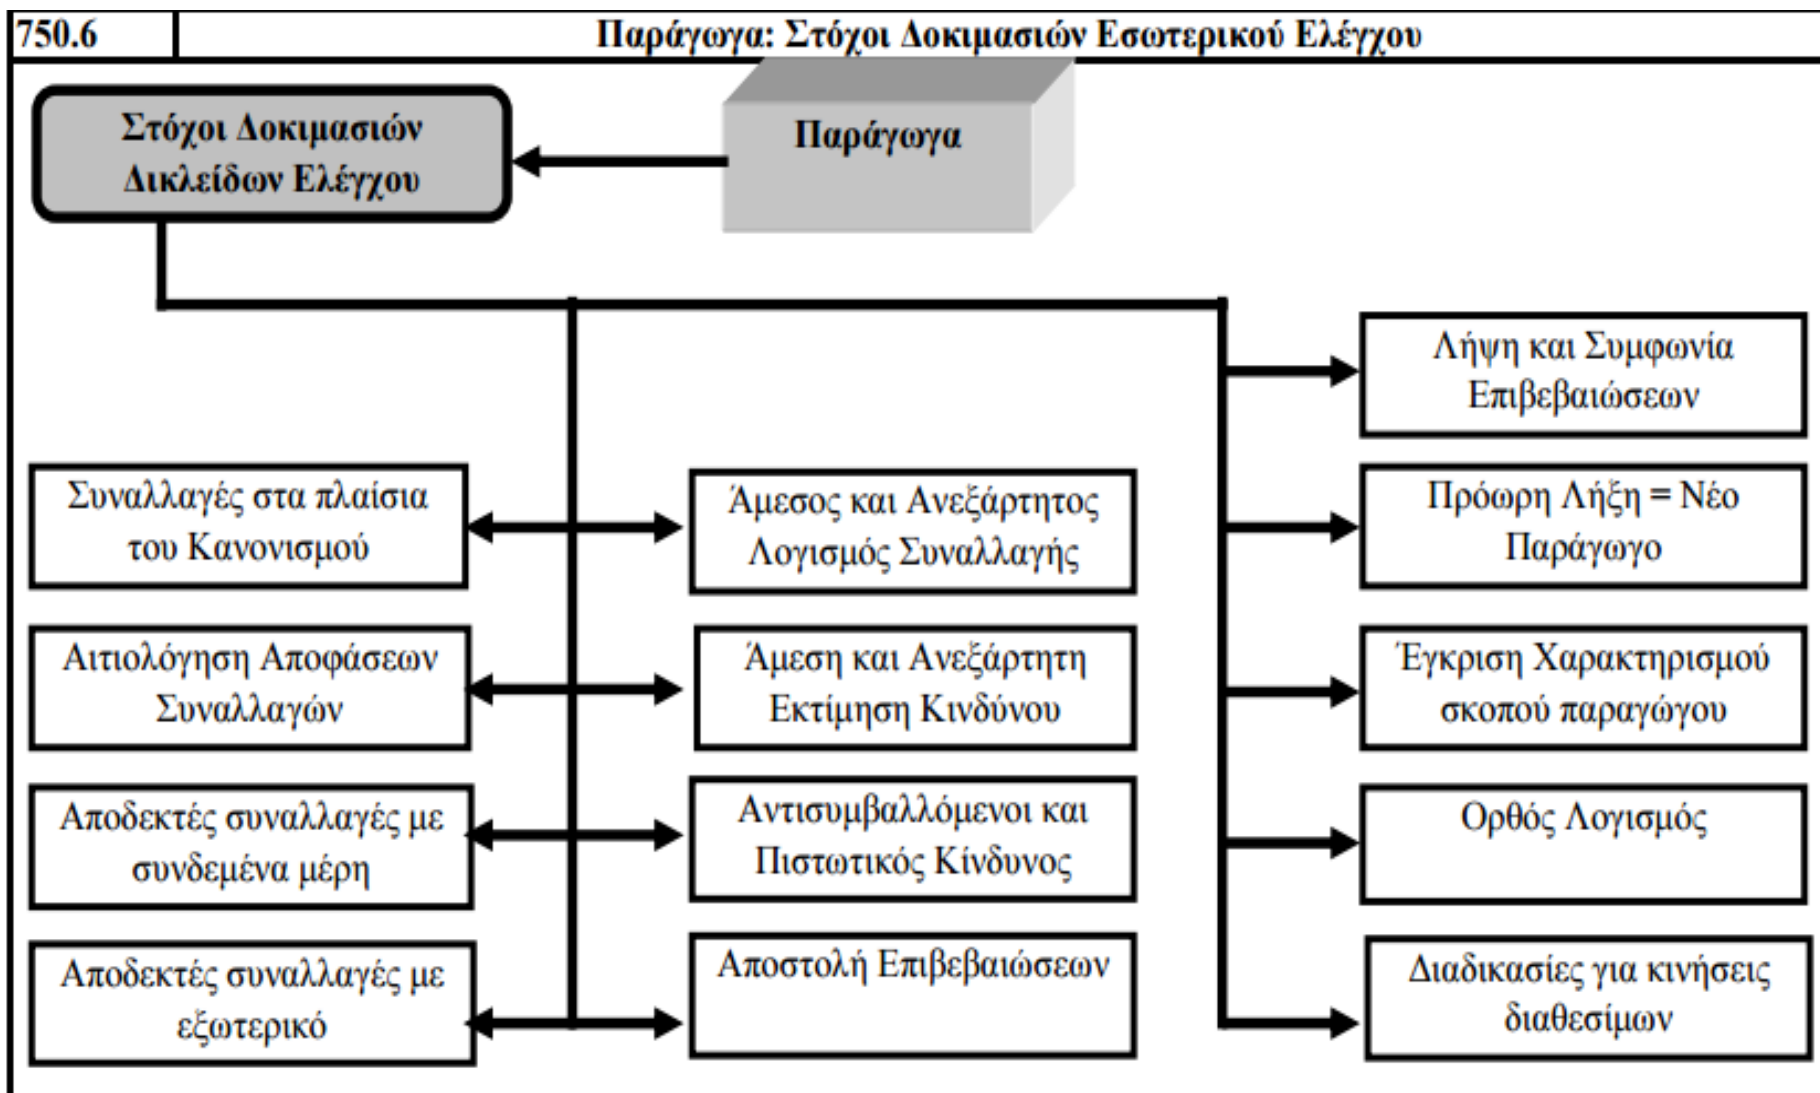 750.6
Παράγωγα: Στόχοι Δοκιμασιών Εσωτερικού Ελέγχου
Στόχοι Δοκιμασιών
Δικλείδων Ελέγχου
Παράγωγα
Συναλλαγές στα πλαίσια
του Κανονισμού
Αιτιολόγηση Αποφάσεων
Συναλλαγών
Αποδεκτές συναλλαγές με
συνδεμένα μέρη
Αποδεκτές συναλλαγές με
εξωτερικό
Άμεσος και Ανεξάρτητος
Λογισμός Συναλλαγής
Άμεση και Ανεξάρτητη
Εκτίμηση Κινδύνου
Αντισυμβαλλόμενοι και
Πιστωτικός Κίνδυνος
Αποστολή Επιβεβαιώσεων
Λήψη και Συμφωνία
Επιβεβαιώσεων
Πρόωρη Λήξη = Νέο
Παράγωγο
Έγκριση Χαρακτηρισμού
σκοπού παραγώγου
Ορθός Λογισμός
Διαδικασίες για κινήσεις
διαθεσίμων